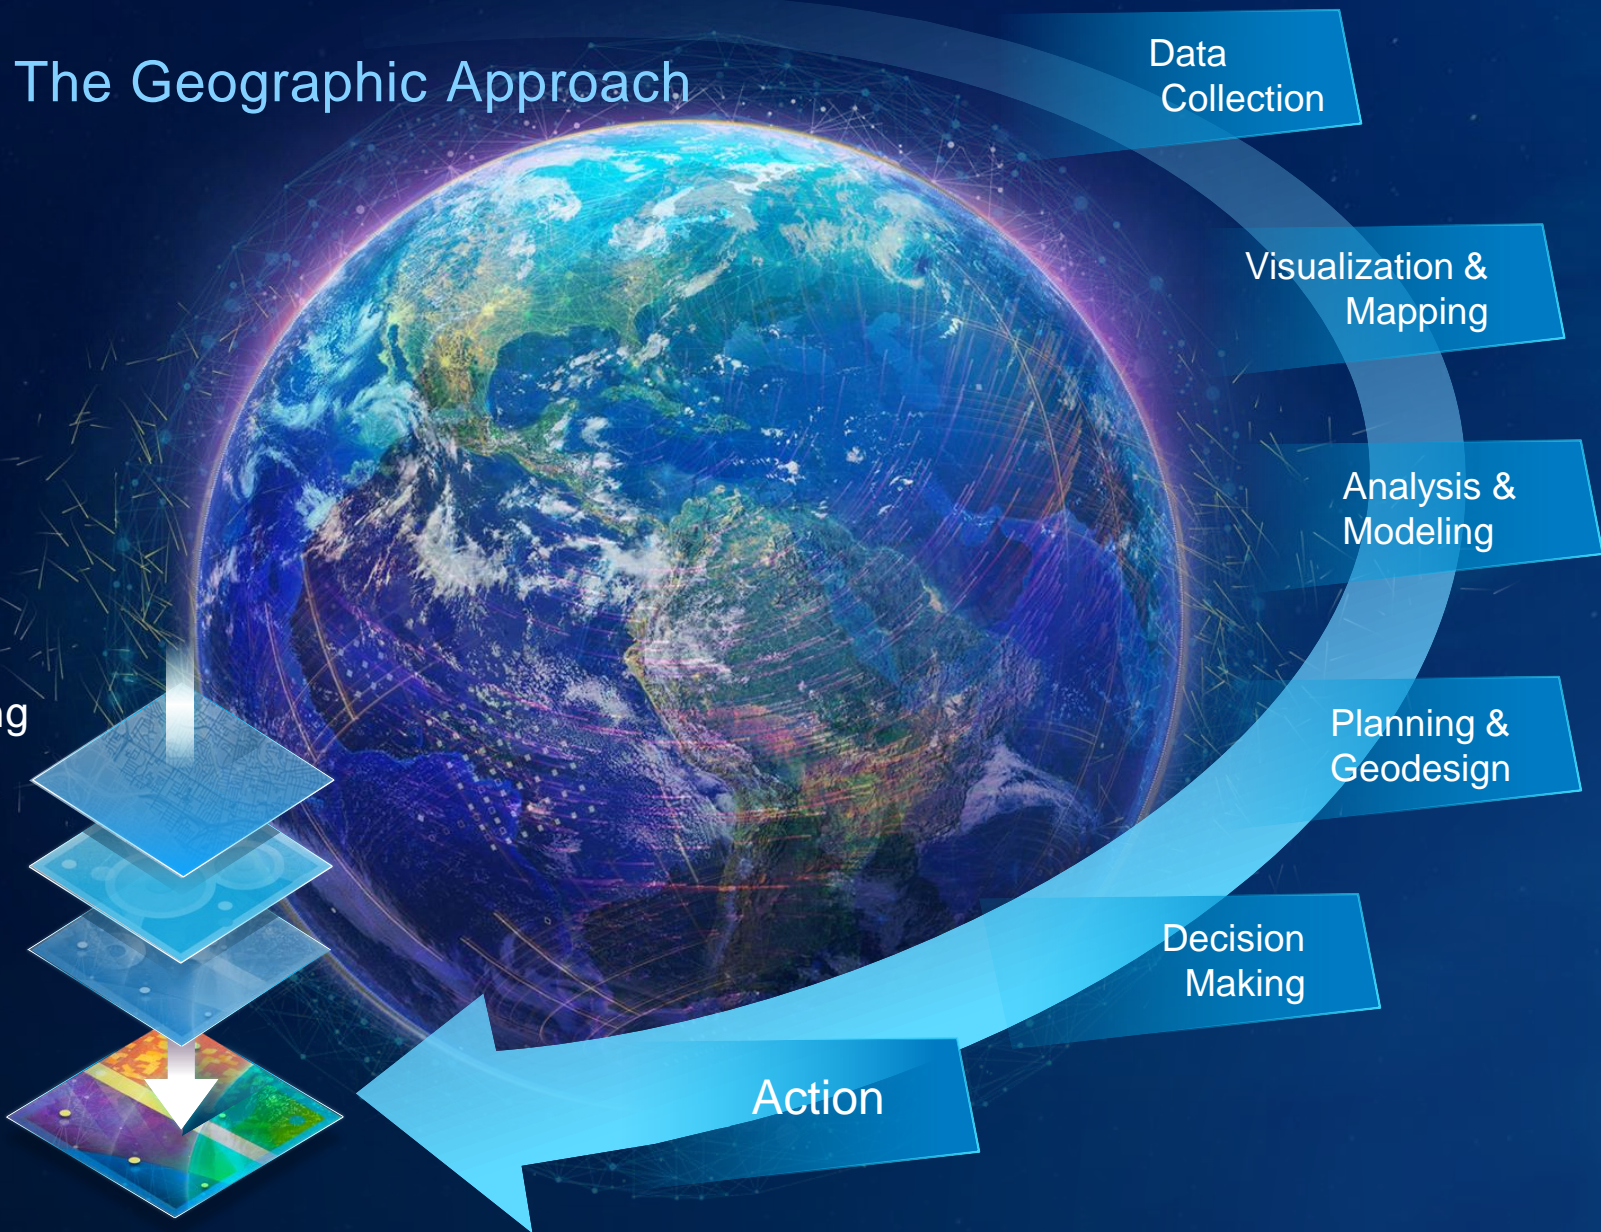 The Geographic Approach
Data
Collection
Visualization &
Mapping
Analysis &
Modeling
Planning &
Geodesign
Decision
Making
Action